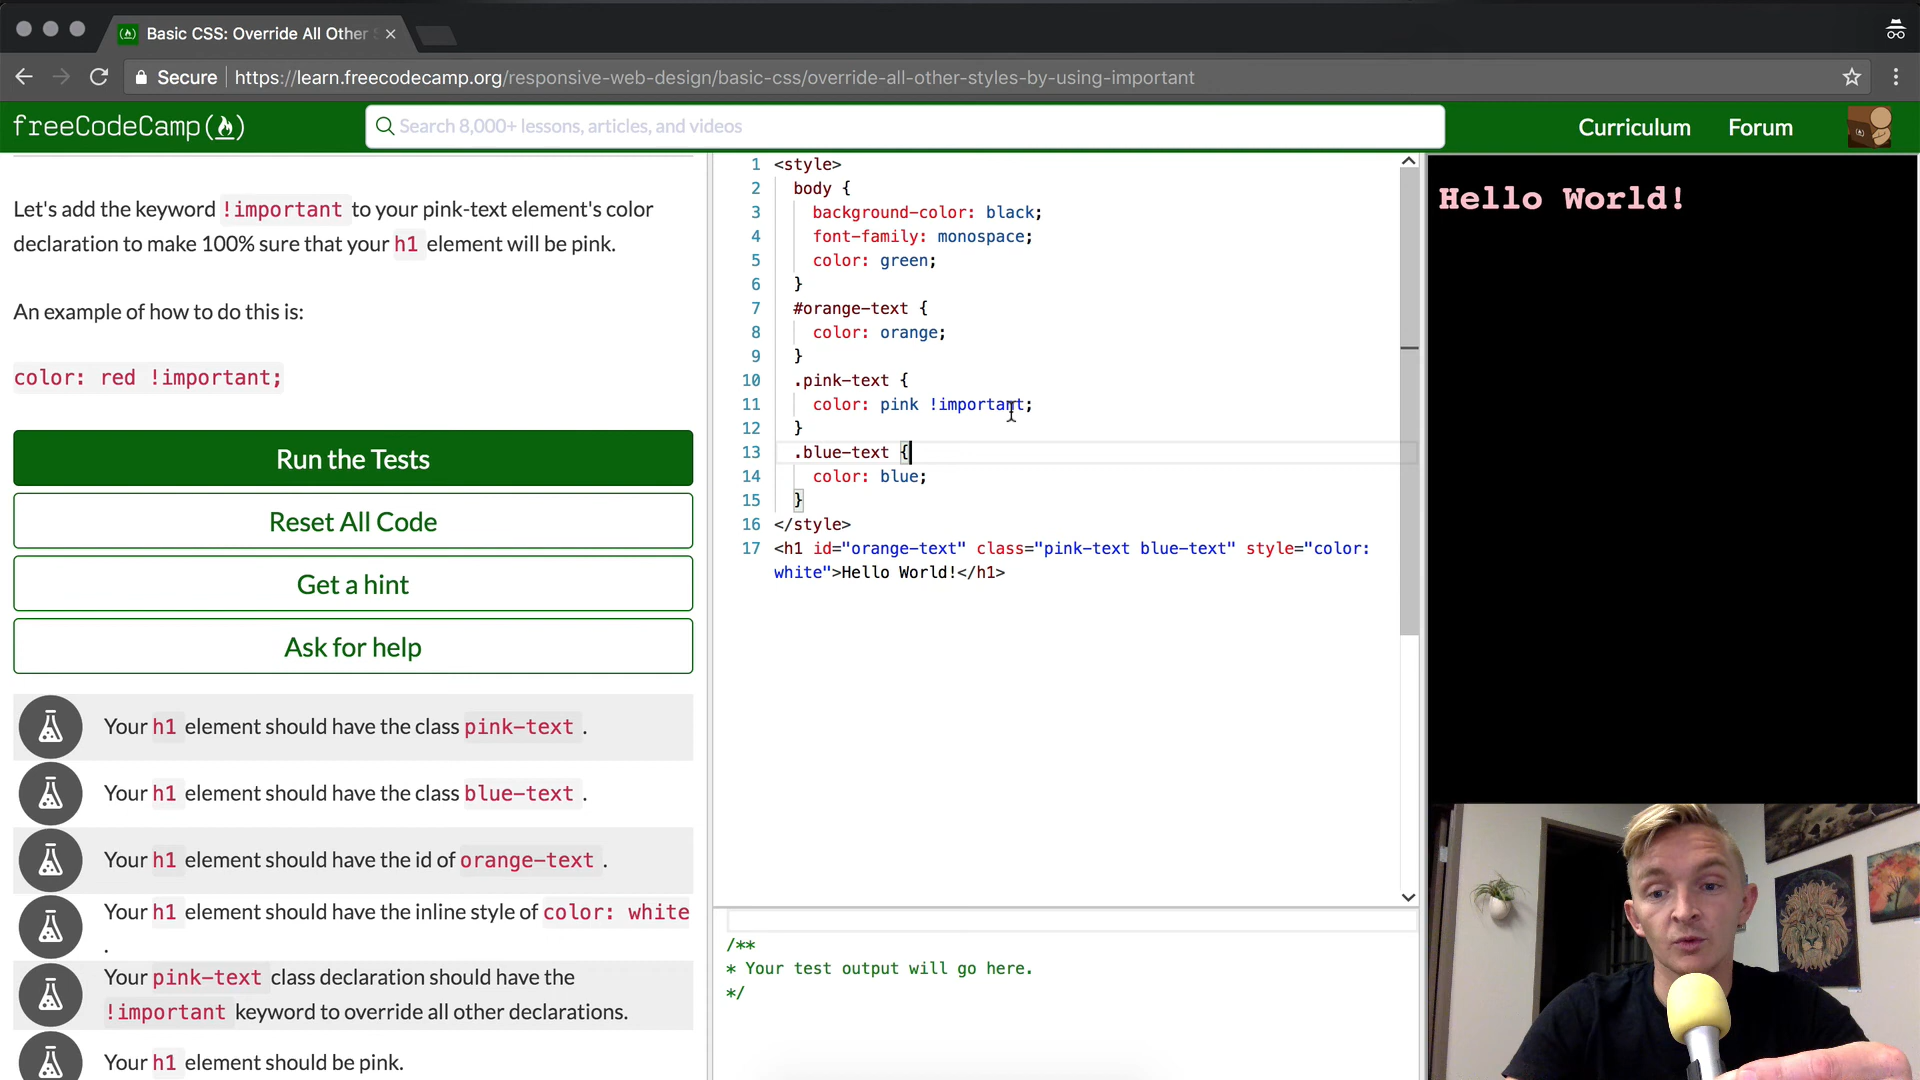 Basic CSS: Override All Other
Secure https://learn.freecodecamp.org/responsive-web-design/basic-css/override-all-other-styles-by-using-important
freeCodeCamp
Search 8,000+ lessons, articles, and videos
Curriculum
Forum
Let's add the keyword !important to your pink-text element's color
declaration to make 100% sure that your h1 element will be pink.
An example of how to do this is:
color: red !important;
Run the Tests
Reset All Code
Get a hint
Ask for help
Your h1 element should have the class pink-text .
Your h1 element should have the class blue-text .
Your h1 element should have the id of orange-text .
Your h1 element should have the inline style of color: white
.
Your pink-text class declaration should have the
!important keyword to override all other declarations.
Your h1 element should be pink.
1 <style>
2 body {
3 background-color: black;
4 font-family: monospace;
5 color: green;
6 }
7 #orange-text {
8 color: orange;
9 }
10 .pink-text {
11 color: pink !important;
12 }
13 .blue-text {
14 color: blue;
15 }
16 </style>
17 <h1 id="orange-text" class="pink-text blue-text" style="color:
white">Hello World!</h1>
/**
* Your test output will go here.
*/
Hello World!